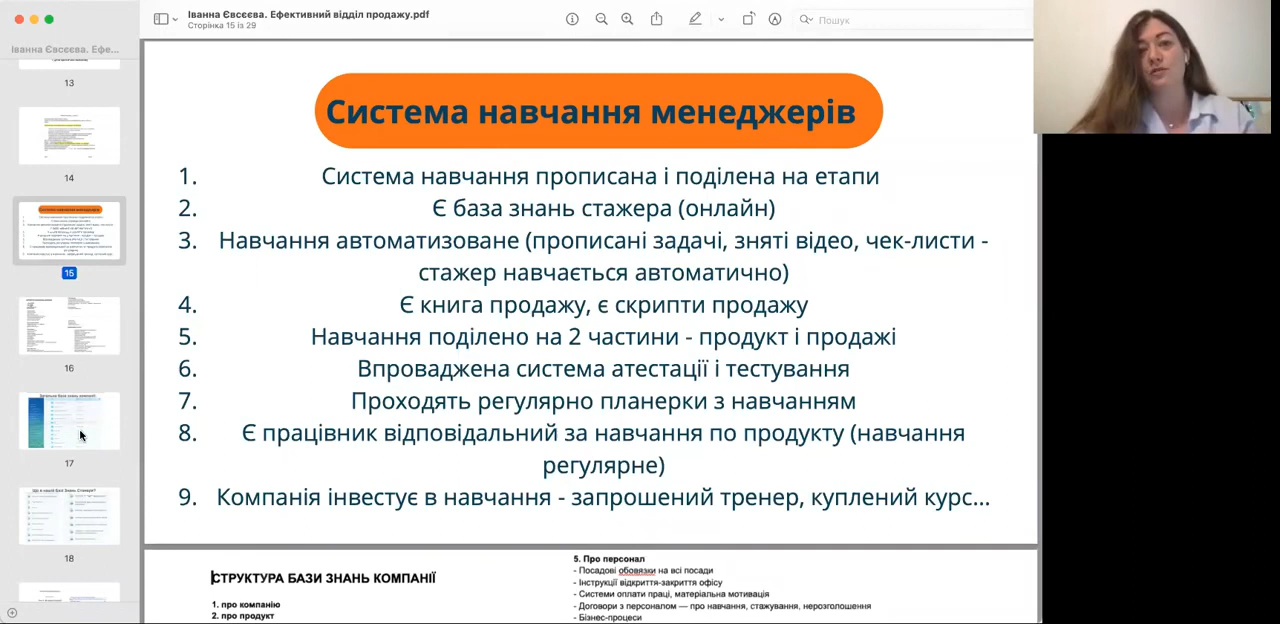 Іванна Євсєєва. Ефективний відділ продажу.pdf
Сторінка 15 із 29
Пошук
Іванна Євсєєва. Ефе...
13
14
15
16
17
18
Система навчання менеджерів
1. Система навчання прописана і поділена на етапи
2. Є база знань стажера (онлайн)
3. Навчання автоматизоване (прописані задачі, зняті відео, чек-листи -
стажер навчається автоматично)
4. Є книга продажу, є скрипти продажу
5. Навчання поділено на 2 частини - продукт і продажі
6. Впроваджена система атестації і тестування
7. Проходять регулярно планерки з навчанням
8. Є працівник відповідальний за навчання по продукту (навчання
регулярне)
9. Компанія інвестує в навчання - запрошений тренер, куплений курс...
СТРУКТУРА БАЗИ ЗНАНЬ КОМПАНІЇ
1. про компанію
2. про продукт
5. Про персонал
- Посадові обовязки на всі посади
- Інструкції відкриття-закриття офісу
- Системи оплати праці, матеріальна мотивація
- Договори з персоналом — про навчання, стажування, нерозголошення
- Бізнес-процеси